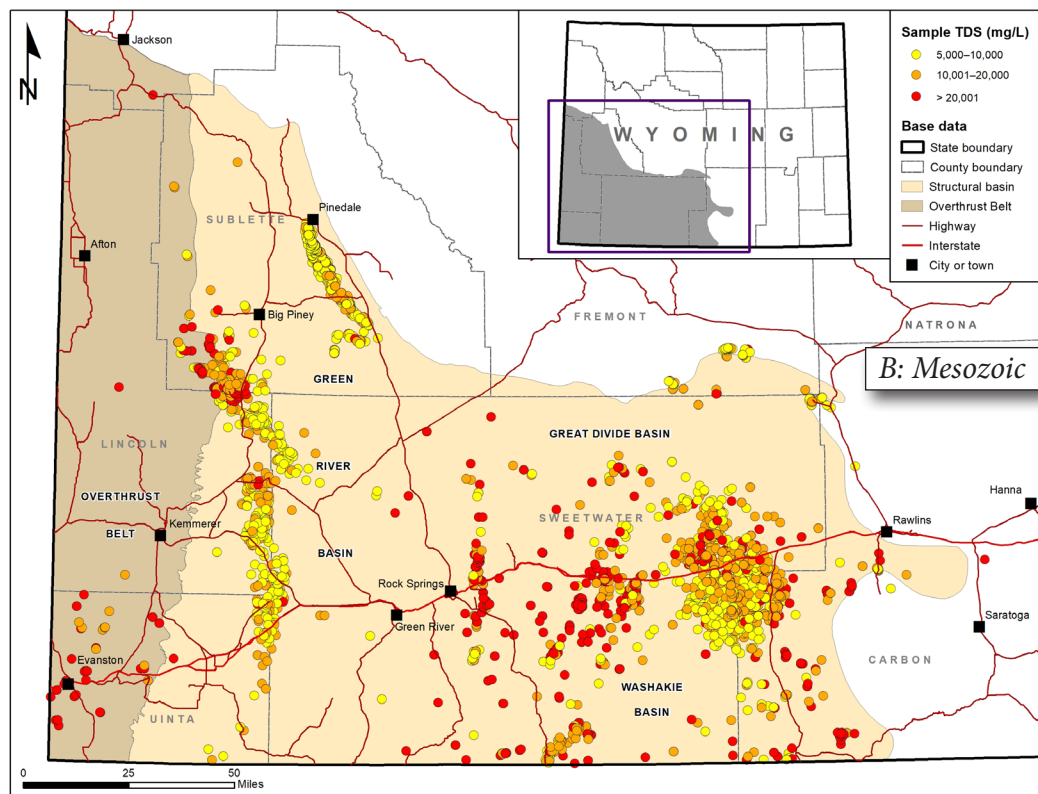 Jackson
N
Afton
SUBLETTE
Pinedale
Big Piney
GREEN
FREMONT
NATRONA
WYOMING
Sample TDS (mg/L)
5,000–10,000
10,001–20,000
> 20,001
Base data
State boundary
County boundary
Structural basin
Overthrust Belt
Highway
Interstate
City or town
B: Mesozoic
LINCOLN
RIVER
GREAT DIVIDE BASIN
OVERTHRUST
BELT
Kemmerer
BASIN
SWEETWATER
Hanna
Rawlins
Rock Springs
Green River
Saratoga
Evanston
UINTA
WASHAKIE
BASIN
CARBON
0 25 50
Miles